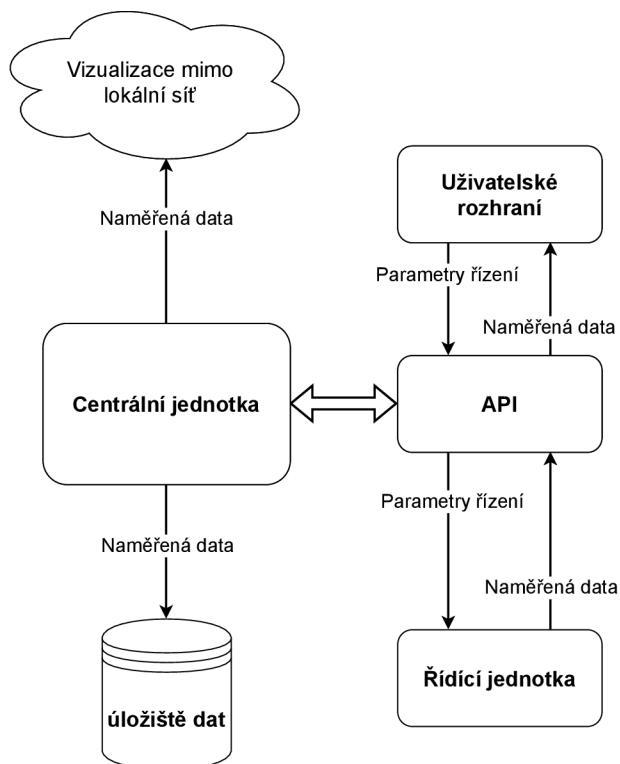 Vizualizace mimo
lokální síť
Naměřená data
Uživatelské
rozhraní
Parametry řízení
Naměřená data
Centrální jednotka
API
Parametry řízení
Naměřená data
Naměřená data
Řídící jednotka
úložiště dat